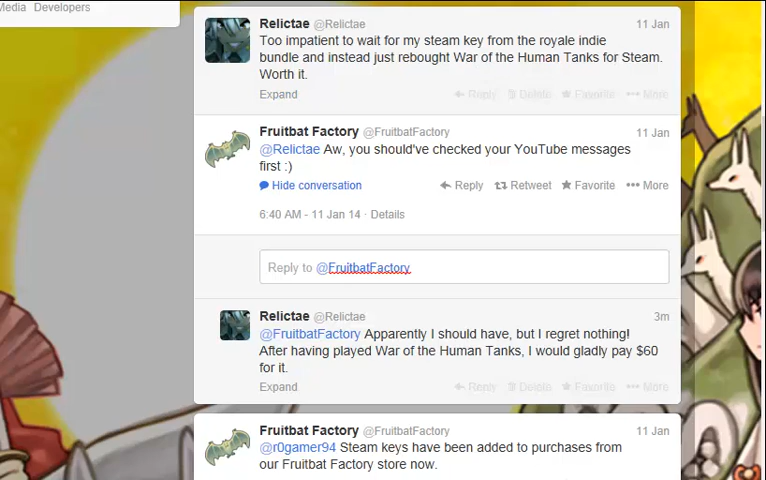 Media Developers
Relictae @Relictae 11 Jan
Too impatient to wait for my steam key from the royale indie
bundle and instead just rebought War of the Human Tanks for Steam.
Worth it.
Expand Reply Delete Favorite More
Fruitbat Factory @FruitbatFactory 11 Jan
@Relictae Aw, you should've checked your YouTube messages
first :)
Hide conversation Reply Retweet Favorite More
6:40 AM - 11 Jan 14 · Details
Reply to @FruitbatFactory
Relictae @Relictae 3m
@FruitbatFactory Apparently I should have, but I regret nothing!
After having played War of the Human Tanks, I would gladly pay $60
for it.
Expand Reply Delete Favorite More
Fruitbat Factory @FruitbatFactory 11 Jan
@r0gamer94 Steam keys have been added to purchases from
our Fruitbat Factory store now.